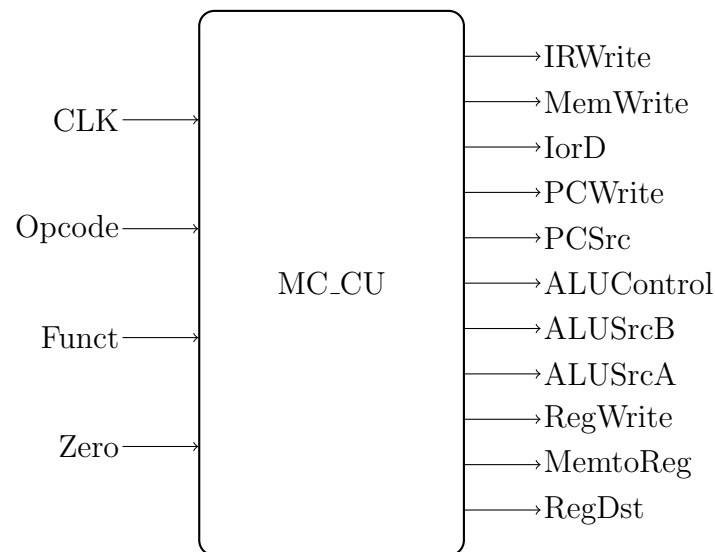 CLK
Opcode
Funct
Zero
MC_CU
IRWrite
MemWrite
IorD
PCWrite
PCSrc
ALUControl
ALUSrcB
ALUSrcA
RegWrite
MemtoReg
RegDst